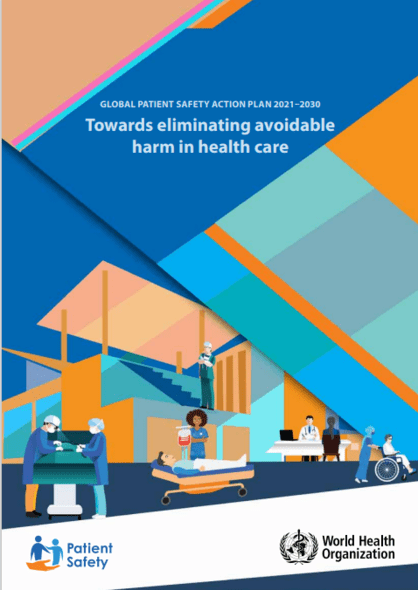 GLOBAL PATIENT SAFETY ACTION PLAN 2021–2030
Towards eliminating avoidable
harm in health care
Patient
Safety
World Health
Organization